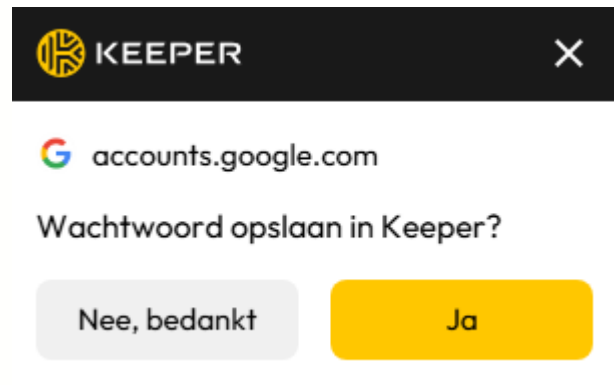 KEEPER
accounts.google.com
Wachtwoord opslaan in Keeper?
Nee, bedankt
Ja